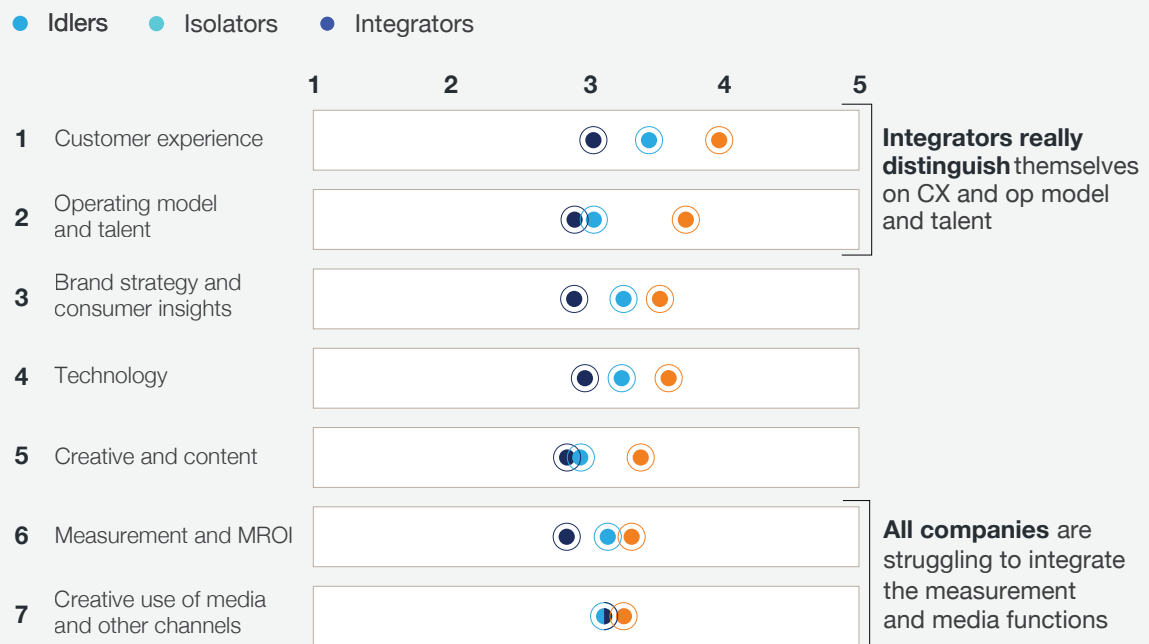 Idlers Isolators Integrators
1 2 3 4 5
1 Customer experience
Integrators really
distinguish themselves
on CX and op model
and talent
2 Operating model
and talent
3 Brand strategy and
consumer insights
4 Technology
5 Creative and content
6 Measurement and MROI
All companies are
struggling to integrate
the measurement
and media functions
7 Creative use of media
and other channels